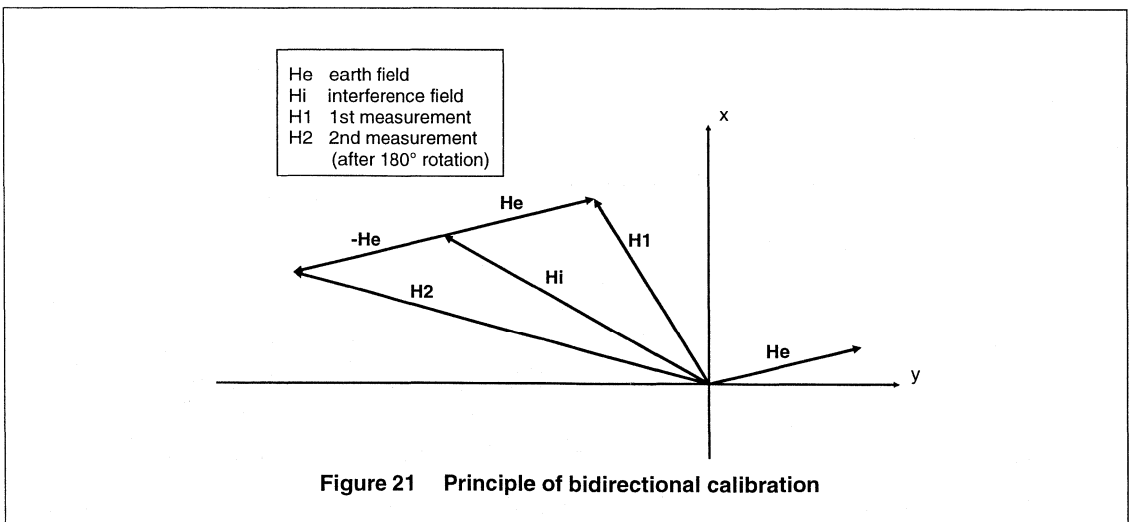 He earth field
Hi interference field
H1 1st measurement
H2 2nd measurement
(after 180° rotation)
x
He
-He
H1
Hi
H2
He
y
Figure 21 Principle of bidirectional calibration